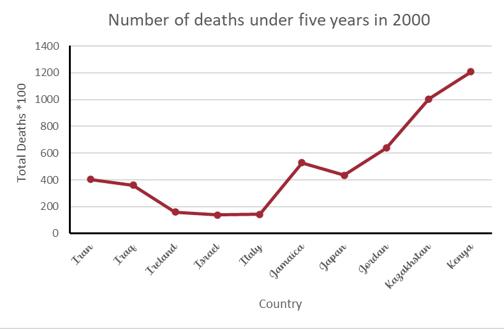 Number of deaths under five years in 2000
1400
1200
1000
800
600
400
200
0
Total Deaths *100
Iran
Iraq
Ireland
Israel
Italy
Jamaica
Japan
Jordan
Kazakhstan
Kenya
Country